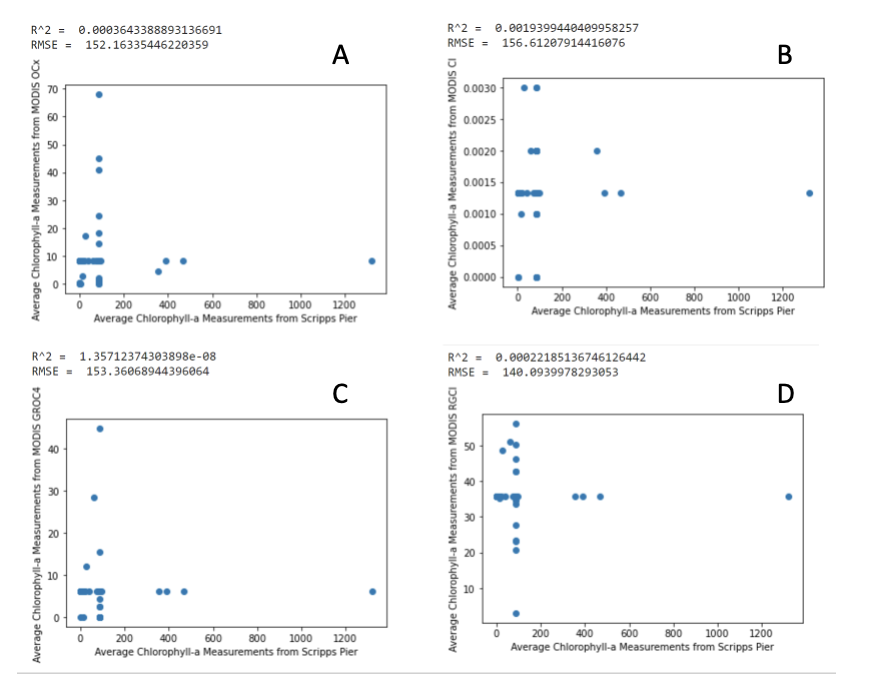 R^2 = 0.0003643388893136691
RMSE = 152.16335446220359
A
Average Chlorophyll-a Measurements from MODIS OCx
70
60
50
40
30
20
10
0
0 200 400 600 800 1000 1200
Average Chlorophyll-a Measurements from Scripps Pier
R^2 = 0.0019399440409958257
RMSE = 156.61207914416076
B
Average Chlorophyll-a Measurements from MODIS CI
0.0030
0.0025
0.0020
0.0015
0.0010
0.0005
0.0000
0 200 400 600 800 1000 1200
Average Chlorophyll-a Measurements from Scripps Pier
R^2 = 1.35712374303898e-08
RMSE = 153.36068944396064
C
Average Chlorophyll-a Measurements from MODIS GROC4
40
30
20
10
0
0 200 400 600 800 1000 1200
Average Chlorophyll-a Measurements from Scripps Pier
R^2 = 0.00022185136746126442
RMSE = 140.0939978293053
D
Average Chlorophyll-a Measurements from MODIS RGCI
50
40
30
20
10
0 200 400 600 800 1000 1200
Average Chlorophyll-a Measurements from Scripps Pier